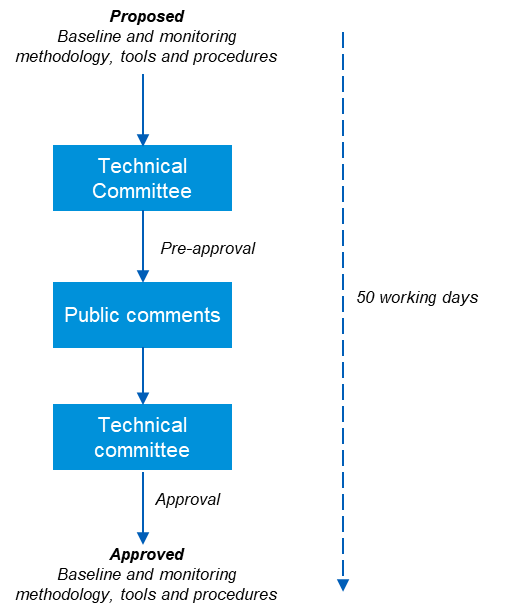 Proposed
Baseline and monitoring
methodology, tools and procedures
Technical
Committee
Pre-approval
Public comments
50 working days
Technical
committee
Approval
Approved
Baseline and monitoring
methodology, tools and procedures